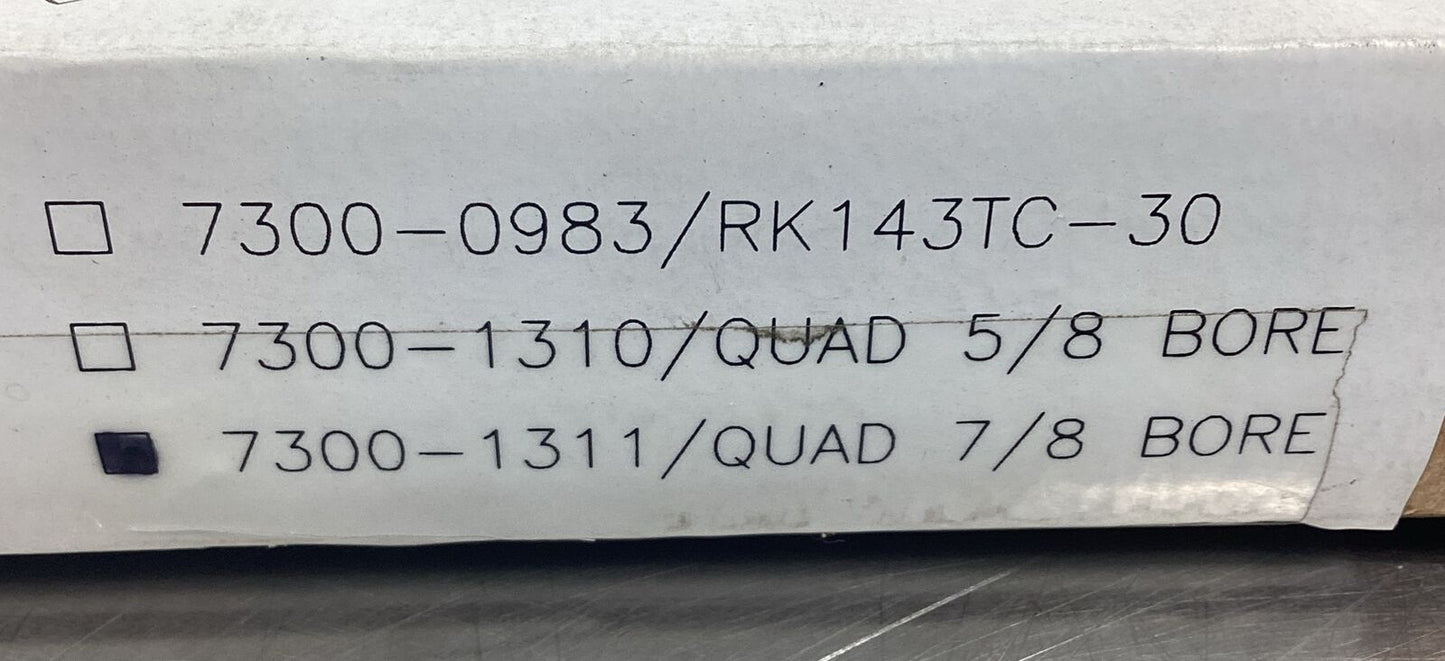 7300-0983/RK143TC-30
7300-1310/QUAD 5/8 BORE
7300-1311/QUAD 7/8 BORE